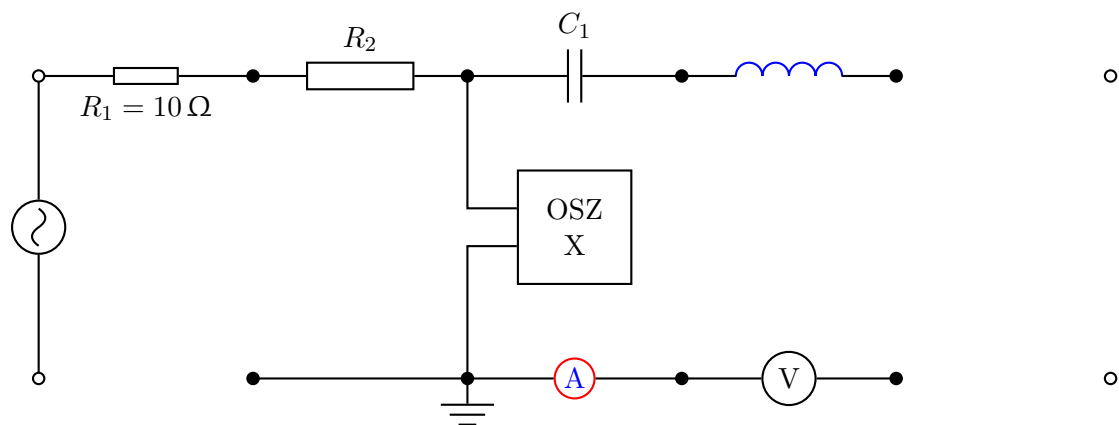 C₁
R₂
R₁ = 10 Ω
OSZ
X
A
V